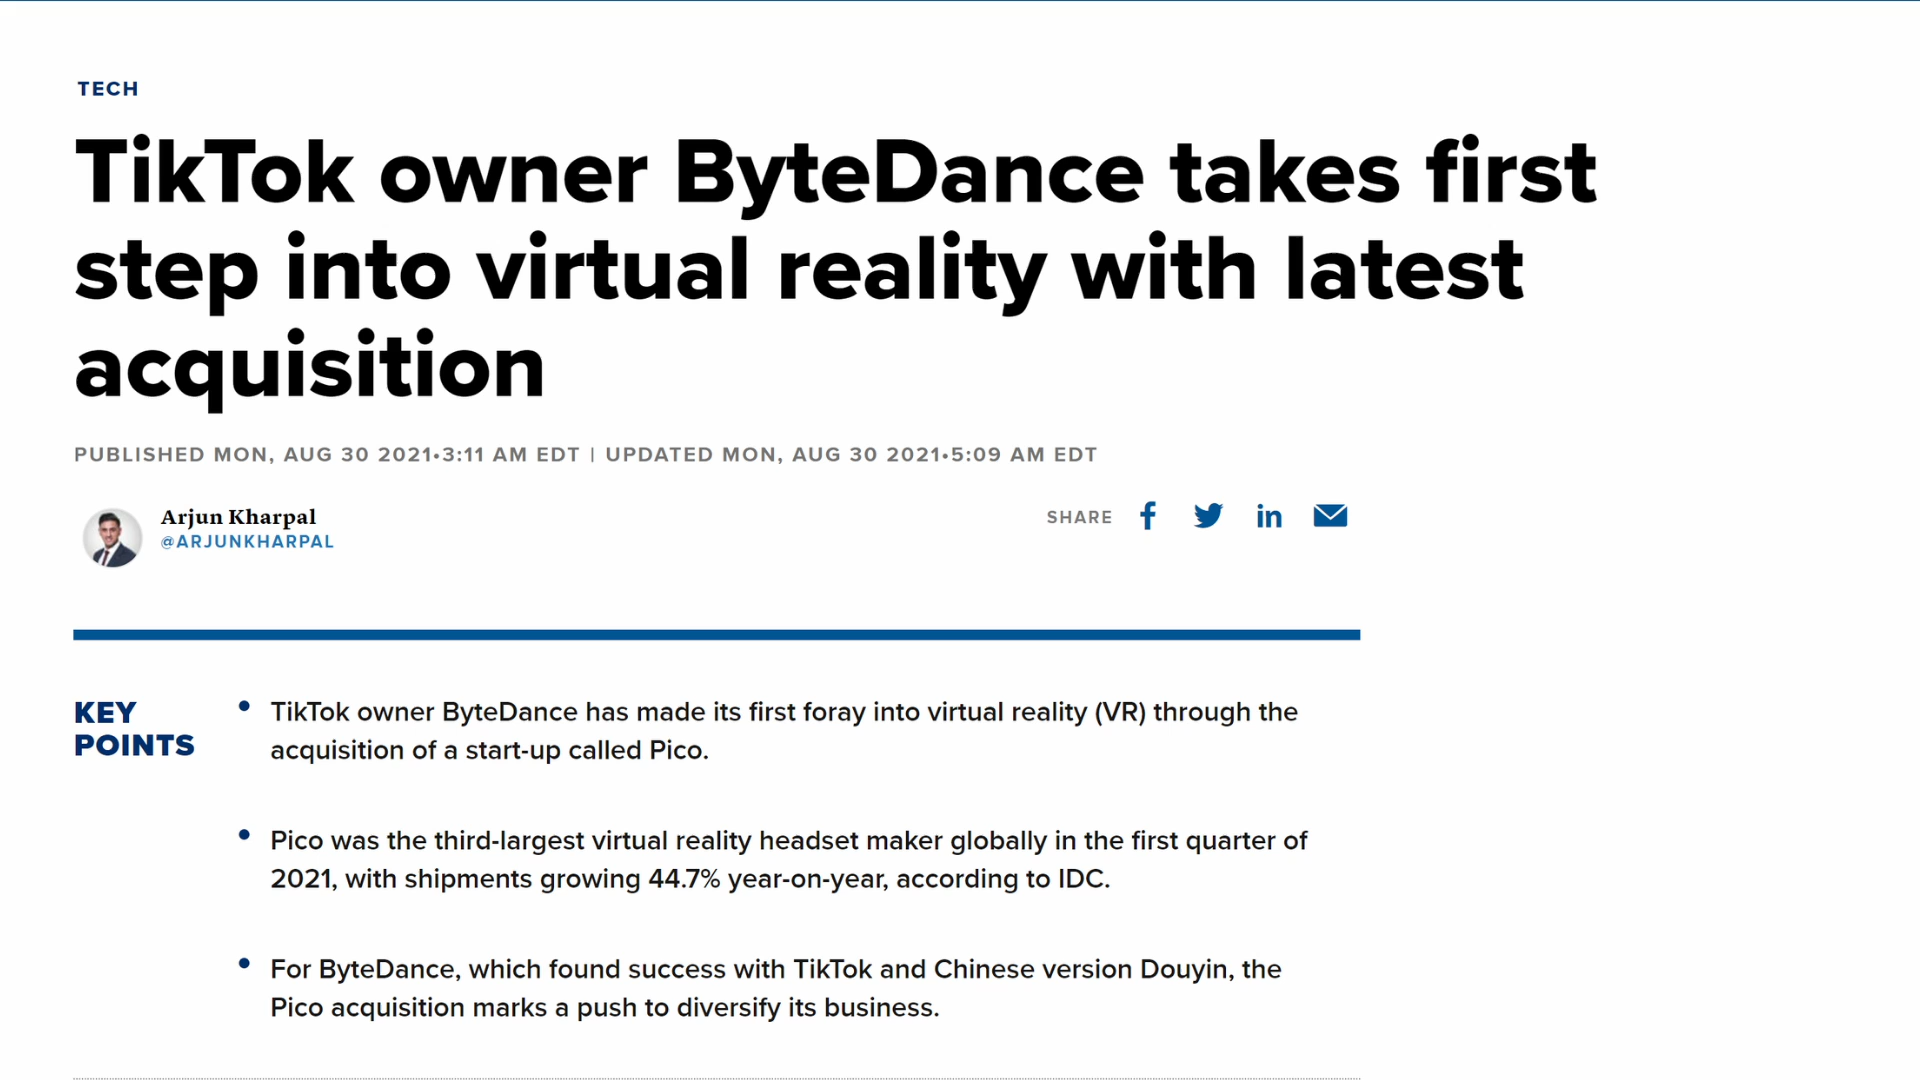 TECH
TikTok owner ByteDance takes first
step into virtual reality with latest
acquisition
PUBLISHED MON, AUG 30 2021•3:11 AM EDT | UPDATED MON, AUG 30 2021•5:09 AM EDT
Arjun Kharpal
@ARJUNKHARPAL
SHARE
KEY
POINTS
• TikTok owner ByteDance has made its first foray into virtual reality (VR) through the
acquisition of a start-up called Pico.
• Pico was the third-largest virtual reality headset maker globally in the first quarter of
2021, with shipments growing 44.7% year-on-year, according to IDC.
• For ByteDance, which found success with TikTok and Chinese version Douyin, the
Pico acquisition marks a push to diversify its business.